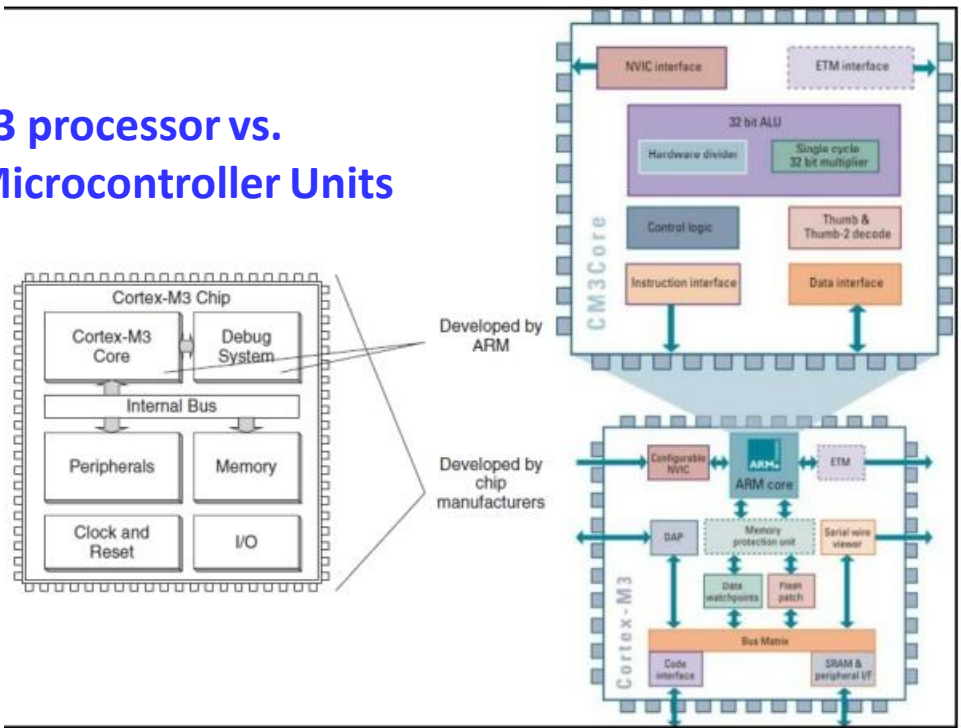 3 processor vs.
Microcontroller Units
Cortex-M3 Chip
Cortex-M3
Core
Debug
System
Internal Bus
Peripherals
Memory
Clock and
Reset
I/O
Developed by
ARM
Developed by
chip
manufacturers
NVIC interface
ETM interface
32 bit ALU
Hardware divider
Single cycle
32 bit multiplier
Control logic
Thumb &
Thumb-2 decode
Instruction interface
Data interface
CM3Core
Configurable
NVIC
ARM
ARM core
ETM
DAP
Memory
protection unit
Serial wire
viewer
Data
watchpoints
Flash
patch
Bus Matrix
Code
interface
SRAM &
peripheral I/F
Cortex-M3